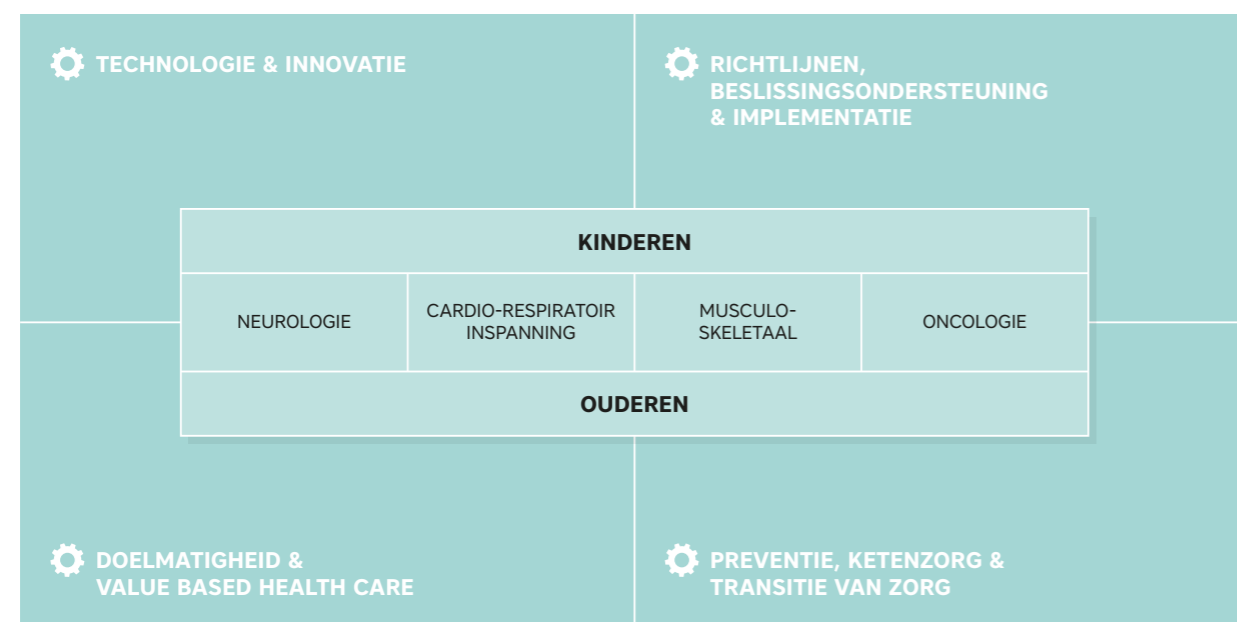 TECHNOLOGIE & INNOVATIE
RICHTLIJNEN,
BESLISSINGSONDERSTEUNING
& IMPLEMENTATIE
KINDEREN
NEUROLOGIE
CARDIO-RESPIRATOIR
INSPANNING
MUSCULO-
SKELETAAL
ONCOLOGIE
OUDEREN
DOELMATIGHEID &
VALUE BASED HEALTH CARE
PREVENTIE, KETENZORG &
TRANSITIE VAN ZORG